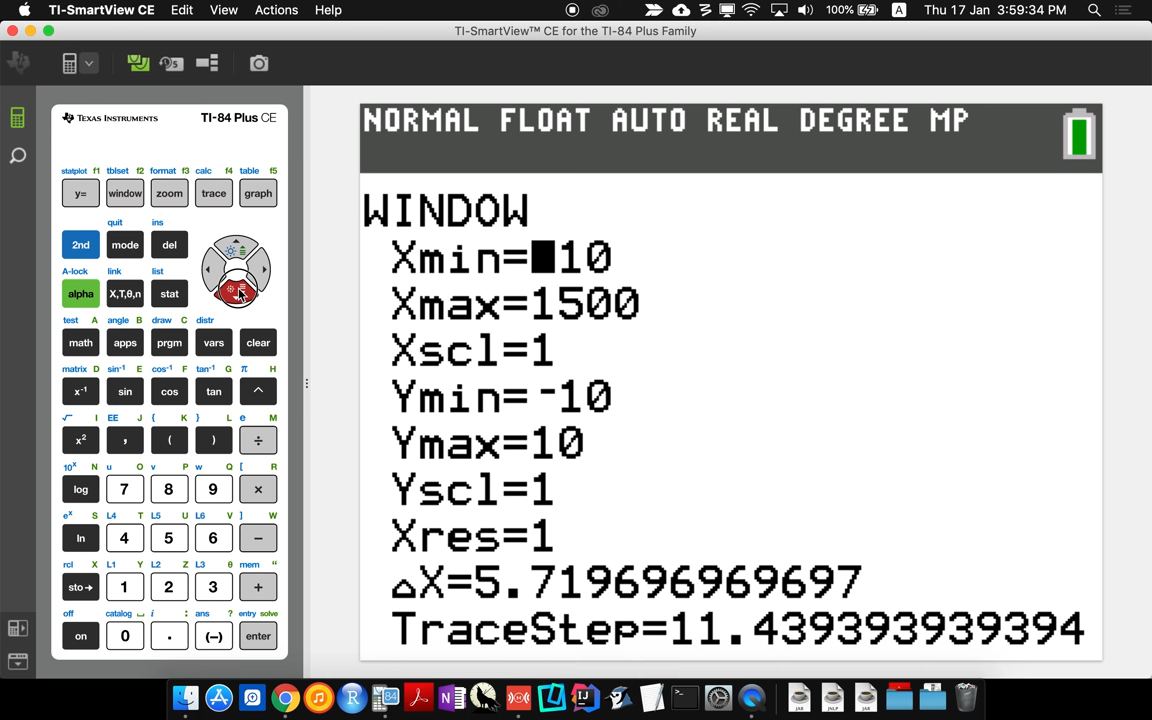 TI-SmartView CE Edit View Actions Help 100% A Thu 17 Jan 3:59:34 PM
TI-SmartView™ CE for the TI-84 Plus Family
TEXAS INSTRUMENTS TI-84 Plus CE
statplot f1 tblset f2 format f3 calc f4 table f5
y= window zoom trace graph
quit ins
2nd mode del
A-lock link list
alpha X,T,θ,n stat
test A angle B draw C distr
math apps prgm vars clear
matrix D sin⁻¹ E cos⁻¹ F tan⁻¹ G π H
x⁻¹ sin cos tan ^
√ I EE J { K } L e M
x² , ( ) ÷
10ˣ N u O v P w Q [ R
log 7 8 9 ×
eˣ S L4 T L5 U L6 V ] W
ln 4 5 6 −
rcl X L1 Y L2 Z L3 θ mem “
sto→ 1 2 3 +
off catalog ⎵ i : ans ? entry solve
on 0 . (−) enter
NORMAL FLOAT AUTO REAL DEGREE MP
WINDOW
Xmin=■10
Xmax=1500
Xscl=1
Ymin=-10
Ymax=10
Yscl=1
Xres=1
△X=5.719696969697
TraceStep=11.439393939394